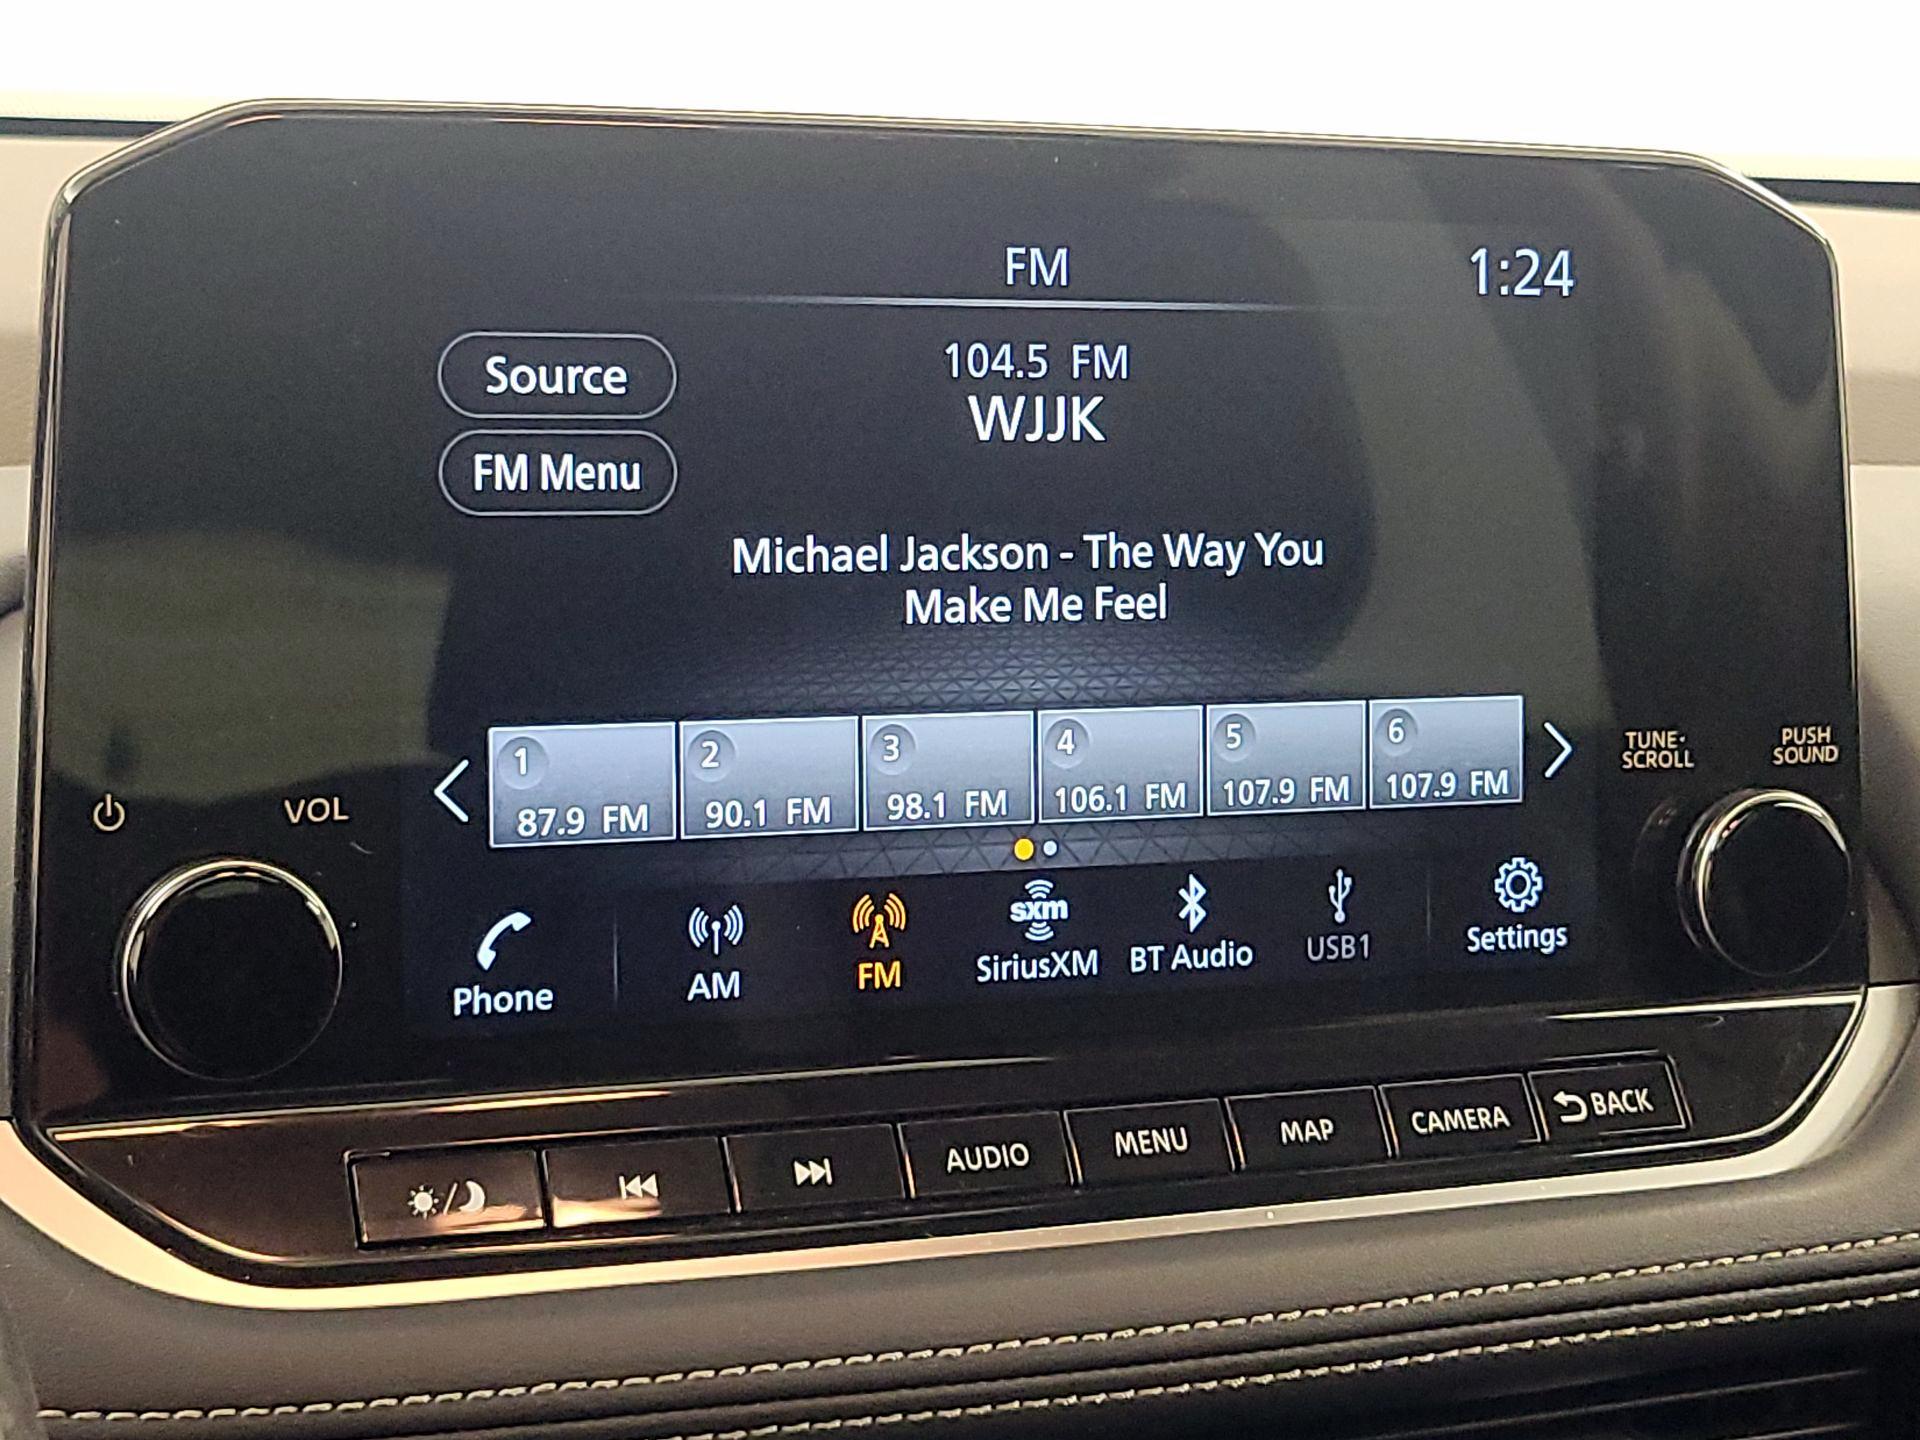 FM
1:24
Source
104.5 FM
WJJK
FM Menu
Michael Jackson - The Way You
Make Me Feel
1
87.9 FM
2
90.1 FM
3
98.1 FM
4
106.1 FM
5
107.9 FM
6
107.9 FM
VOL
TUNE·
SCROLL
PUSH
SOUND
Phone
AM
FM
sxm
SiriusXM
BT Audio
USB1
Settings
AUDIO
MENU
MAP
CAMERA
BACK